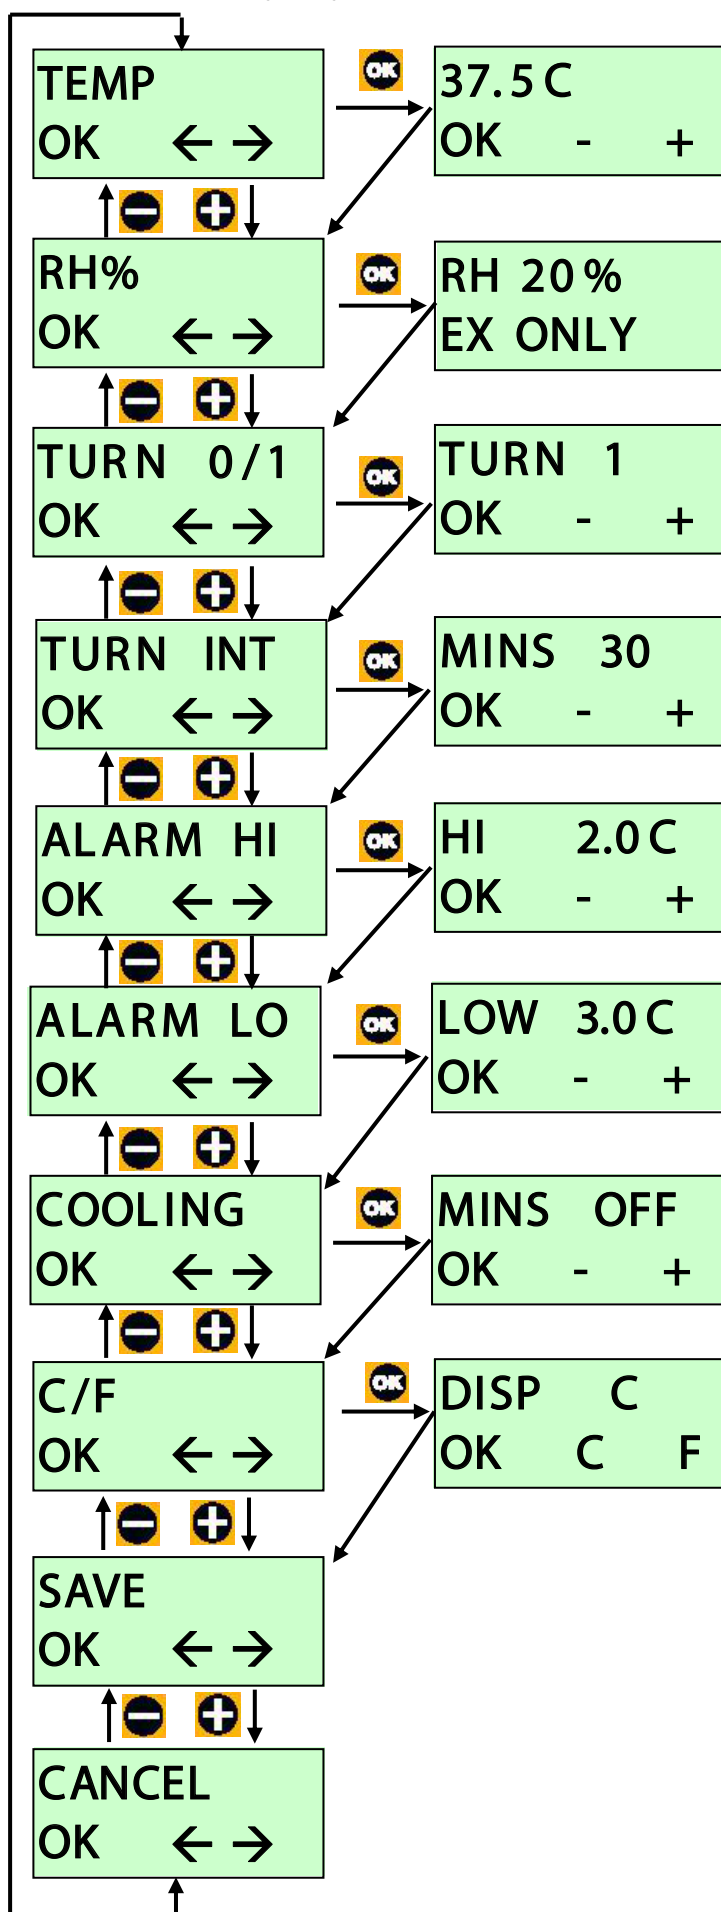 TEMP
OK ← →
OK
37.5 C
OK - +
RH%
OK ← →
OK
RH 20 %
EX ONLY
TURN 0/1
OK ← →
OK
TURN 1
OK - +
TURN INT
OK ← →
OK
MINS 30
OK - +
ALARM HI
OK ← →
OK
HI 2.0 C
OK - +
ALARM LO
OK ← →
OK
LOW 3.0 C
OK - +
COOLING
OK ← →
OK
MINS OFF
OK - +
C/F
OK ← →
OK
DISP C
OK C F
SAVE
OK ← →
CANCEL
OK ← →